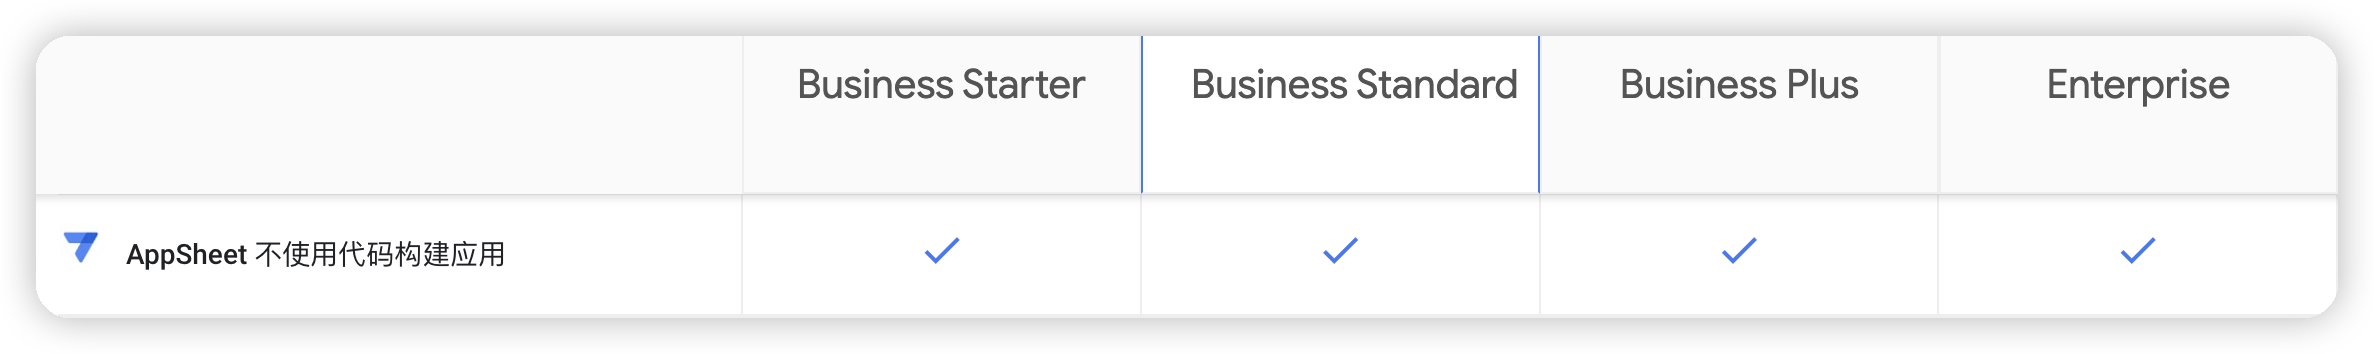 Business Starter
Business Standard
Business Plus
Enterprise
AppSheet 不使用代码构建应用